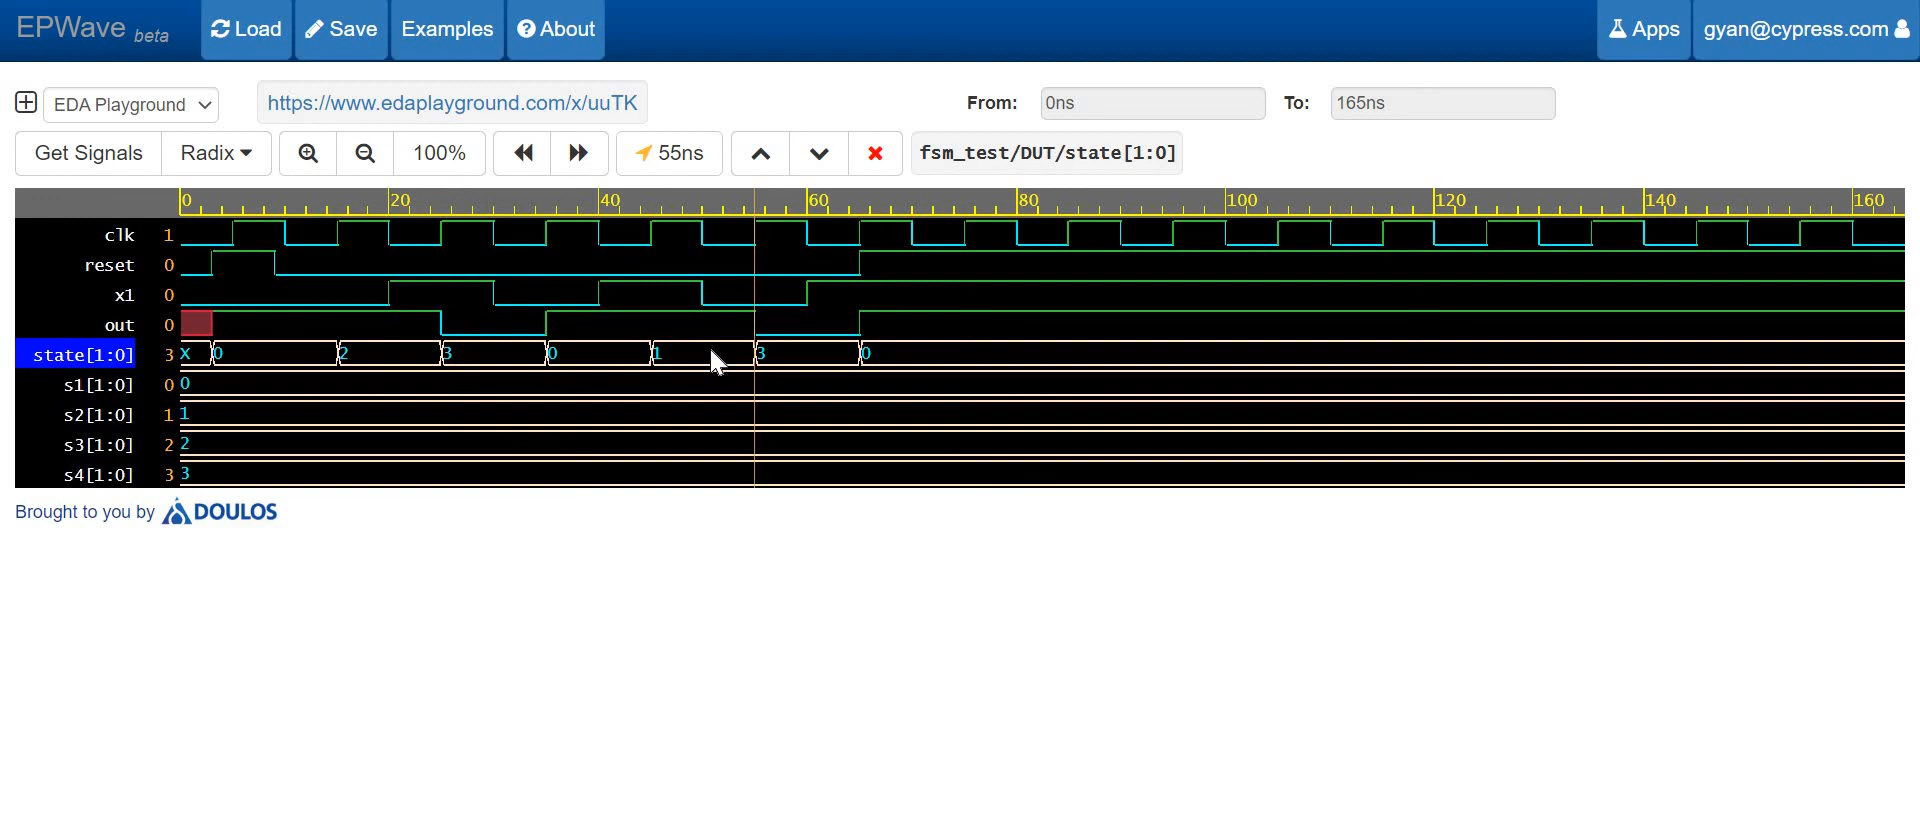 EPWave beta Load Save Examples About Apps gyan@cypress.com
EDA Playground https://www.edaplayground.com/x/uuTK From: 0ns To: 165ns
Get Signals Radix 100% 55ns fsm_test/DUT/state[1:0]
0 20 40 60 80 100 120 140 160
clk 1
reset 0
x1 0
out 0
state[1:0] 3 X 0 2 3 0 1 3 0
s1[1:0] 0 0
s2[1:0] 1 1
s3[1:0] 2 2
s4[1:0] 3 3
Brought to you by DOULOS